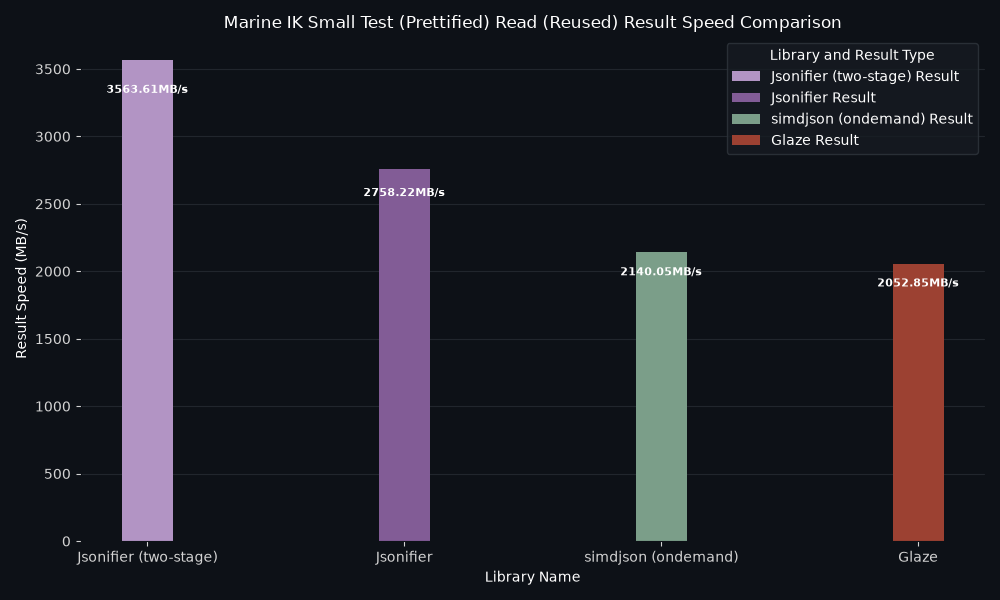 Marine IK Small Test (Prettified) Read (Reused) Result Speed Comparison
Library and Result Type
Jsonifier (two-stage) Result
Jsonifier Result
simdjson (ondemand) Result
Glaze Result
Result Speed (MB/s)
3500
3000
2500
2000
1500
1000
500
0
3563.61MB/s
2758.22MB/s
2140.05MB/s
2052.85MB/s
Jsonifier (two-stage)
Jsonifier
simdjson (ondemand)
Glaze
Library Name